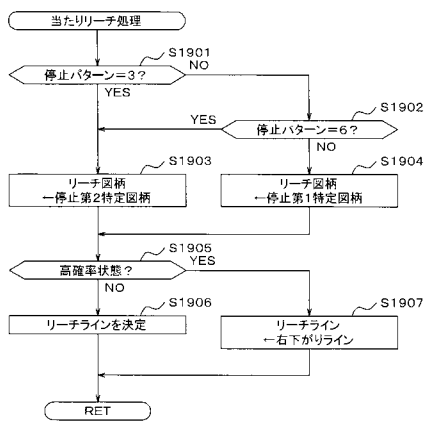 当たりリーチ処理
S1901
停止パターン=3?
NO
YES
S1902
YES
停止パターン=6?
NO
S1903
リーチ図柄
←停止第2特定図柄
S1904
リーチ図柄
←停止第1特定図柄
S1905
高確率状態?
YES
NO
S1906
リーチラインを決定
S1907
リーチライン
←右下がりライン
RET